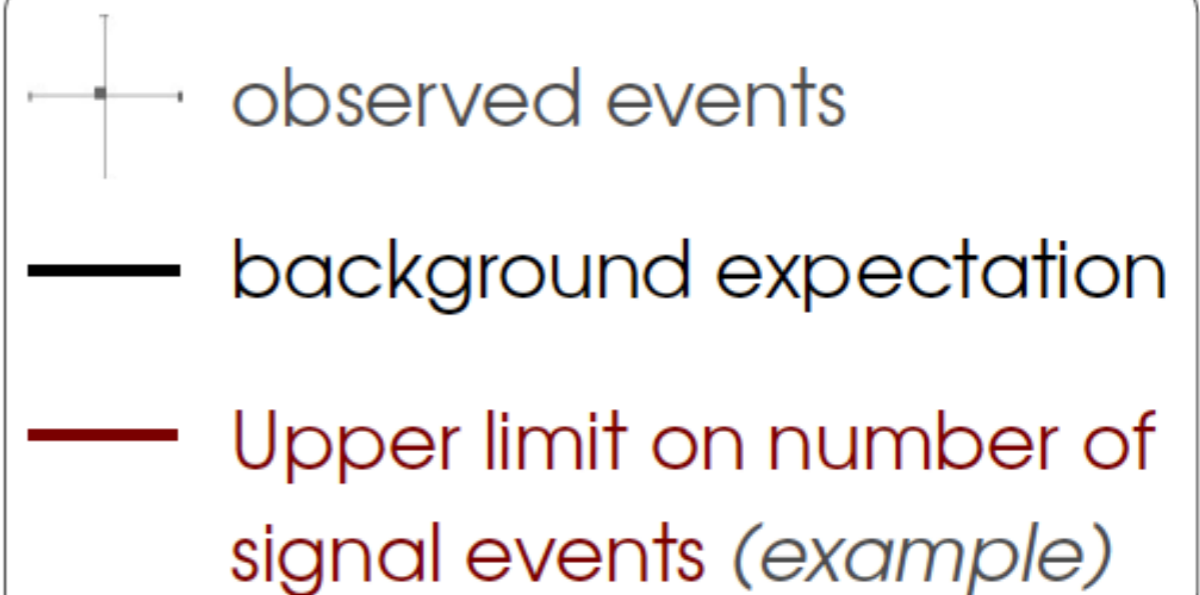 observed events
background expectation
Upper limit on number of
signal events (example)